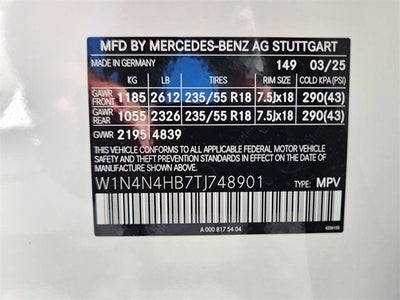 MFD BY MERCEDES-BENZ AG STUTTGART
MADE IN GERMANY 149 03/25
KG LB TIRES RIM SIZE COLD KPA (PSI)
GAWR FRONT 1185 2612 235/55 R18 7.5Jx18 290(43)
GAWR REAR 1055 2326 235/55 R18 7.5Jx18 290(43)
GVWR 2195 4839
THIS VEHICLE CONFORMS TO ALL APPLICABLE FEDERAL MOTOR
VEHICLE SAFETY STANDARDS IN EFFECT ON THE DATE
OF MANUFACTURE SHOWN ABOVE.
W1N4N4HB7TJ748901 TYPE: MPV
A 000 817 54 04